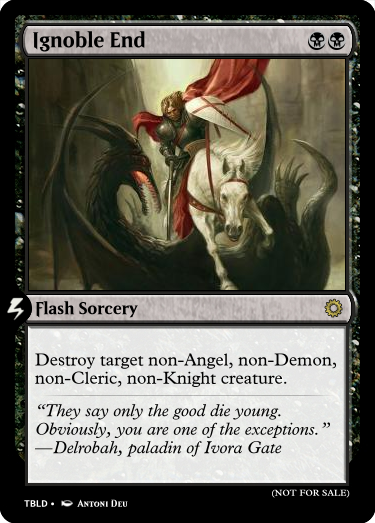 Ignoble End
Flash Sorcery
Destroy target non-Angel, non-Demon,
non-Cleric, non-Knight creature.
“They say only the good die young.
Obviously, you are one of the exceptions.”
—Delrobah, paladin of Ivora Gate
(NOT FOR SALE)
TBLD • Antoni Deu